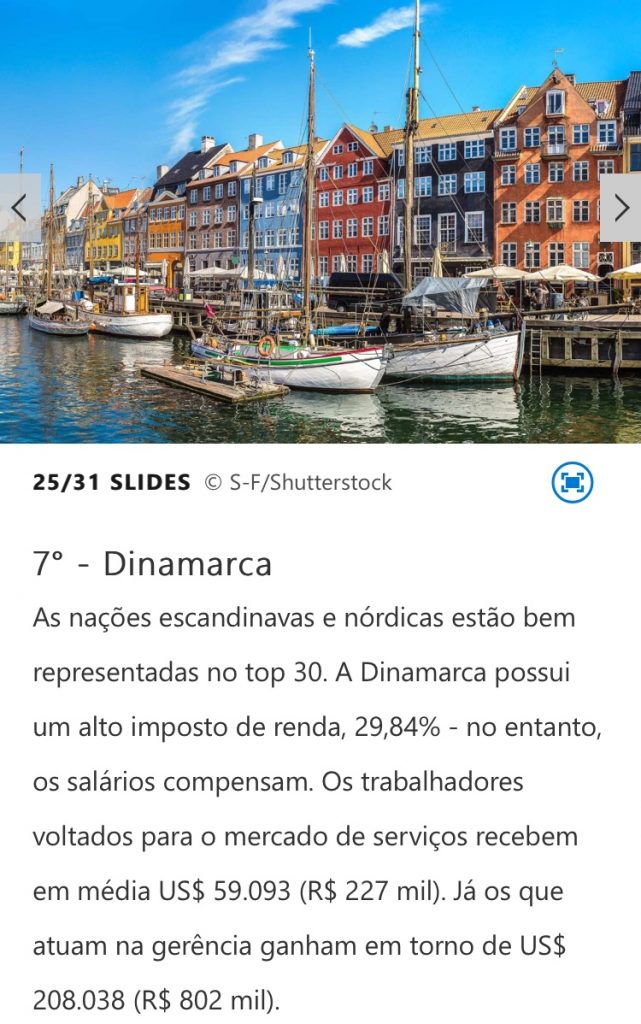 25/31 SLIDES © S-F/Shutterstock
7° - Dinamarca
As nações escandinavas e nórdicas estão bem
representadas no top 30. A Dinamarca possui
um alto imposto de renda, 29,84% - no entanto,
os salários compensam. Os trabalhadores
voltados para o mercado de serviços recebem
em média US$ 59.093 (R$ 227 mil). Já os que
atuam na gerência ganham em torno de US$
208.038 (R$ 802 mil).